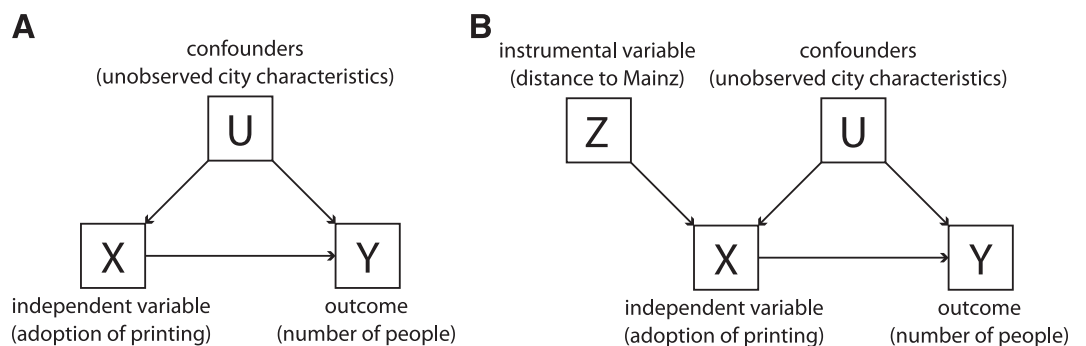 A
confounders
(unobserved city characteristics)
U
X
Y
independent variable
(adoption of printing)
outcome
(number of people)
B
instrumental variable
(distance to Mainz)
confounders
(unobserved city characteristics)
Z
U
X
Y
independent variable
(adoption of printing)
outcome
(number of people)